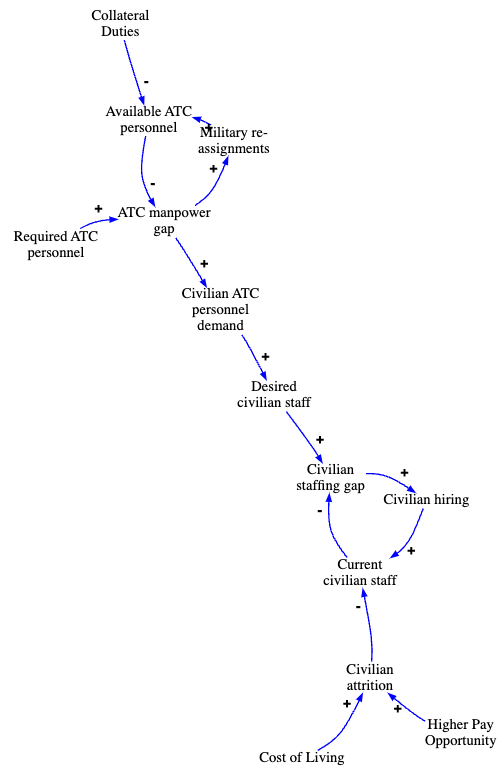 Collateral
Duties
-
Available ATC
personnel
+
Military re-
assignments
-
+
+
ATC manpower
gap
Required ATC
personnel
+
Civilian ATC
personnel
demand
+
Desired
civilian staff
+
Civilian
staffing gap
+
Civilian hiring
-
+
Current
civilian staff
-
Civilian
attrition
+
+
Higher Pay
Opportunity
Cost of Living